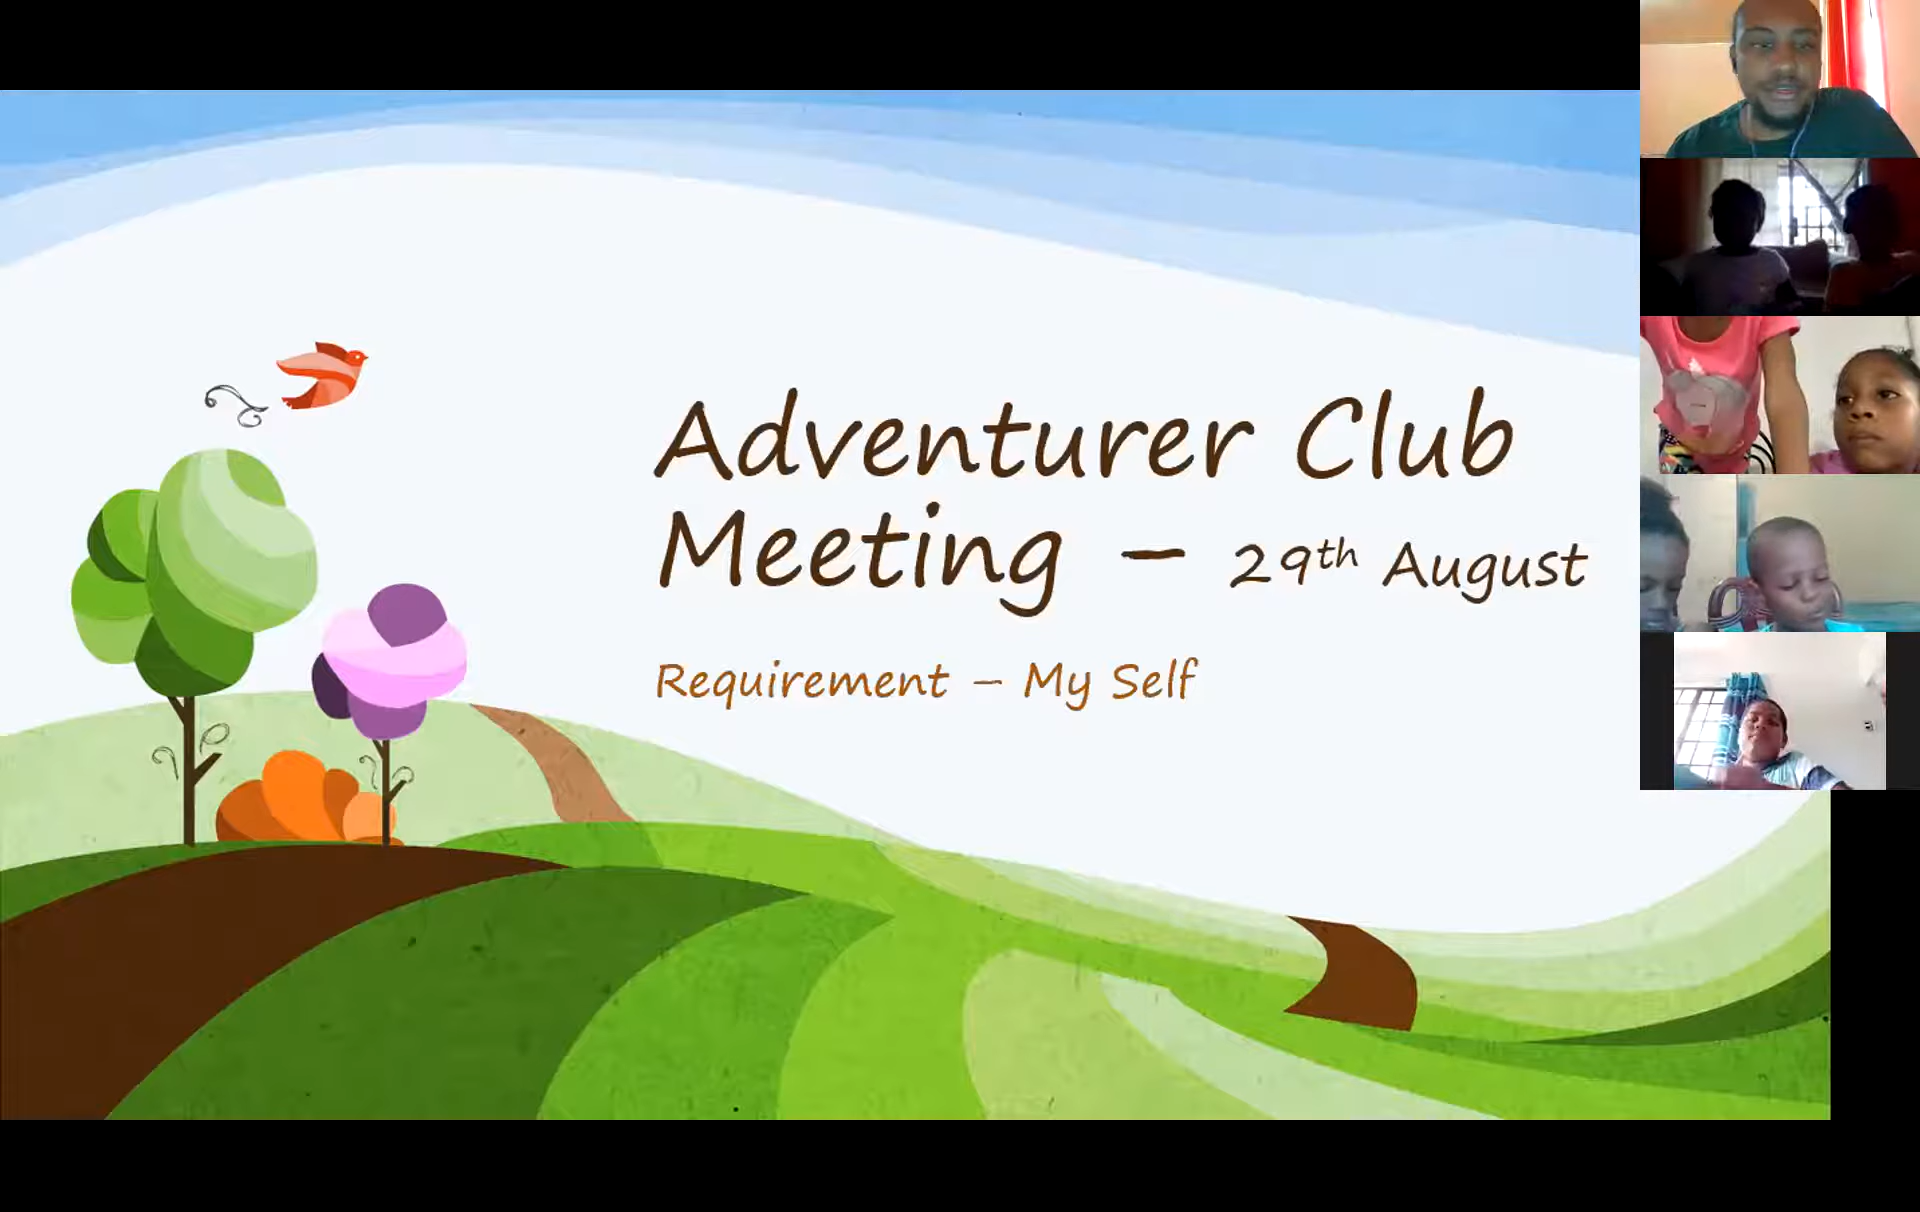 Adventurer Club
Meeting – 29th August
Requirement – My Self